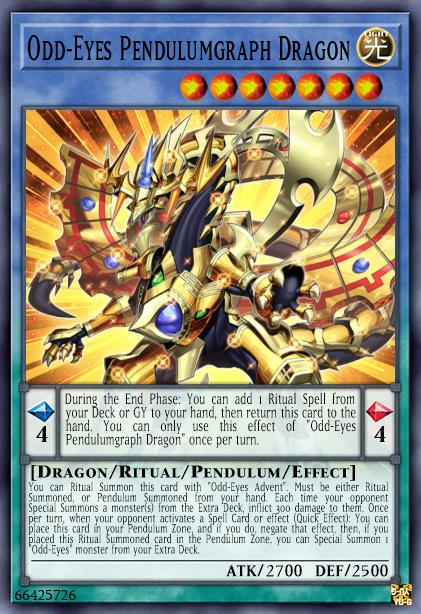 Odd-Eyes Pendulumgraph Dragon
LIGHT
光
During the End Phase: You can add 1 Ritual Spell from
your Deck or GY to your hand, then return this card to the
hand. You can only use this effect of "Odd-Eyes
Pendulumgraph Dragon" once per turn.
4
4
[Dragon/Ritual/Pendulum/Effect]
You can Ritual Summon this card with "Odd-Eyes Advent". Must be either Ritual
Summoned, or Pendulum Summoned from your hand. Each time your opponent
Special Summons a monster(s) from the Extra Deck, inflict 300 damage to them. Once
per turn, when your opponent activates a Spell Card or effect (Quick Effect): You can
place this card in your Pendulum Zone, and if you do, negate that effect, then, if you
placed this Ritual Summoned card in the Pendulum Zone, you can Special Summon 1
"Odd-Eyes" monster from your Extra Deck.
ATK/2700 DEF/2500
66425726